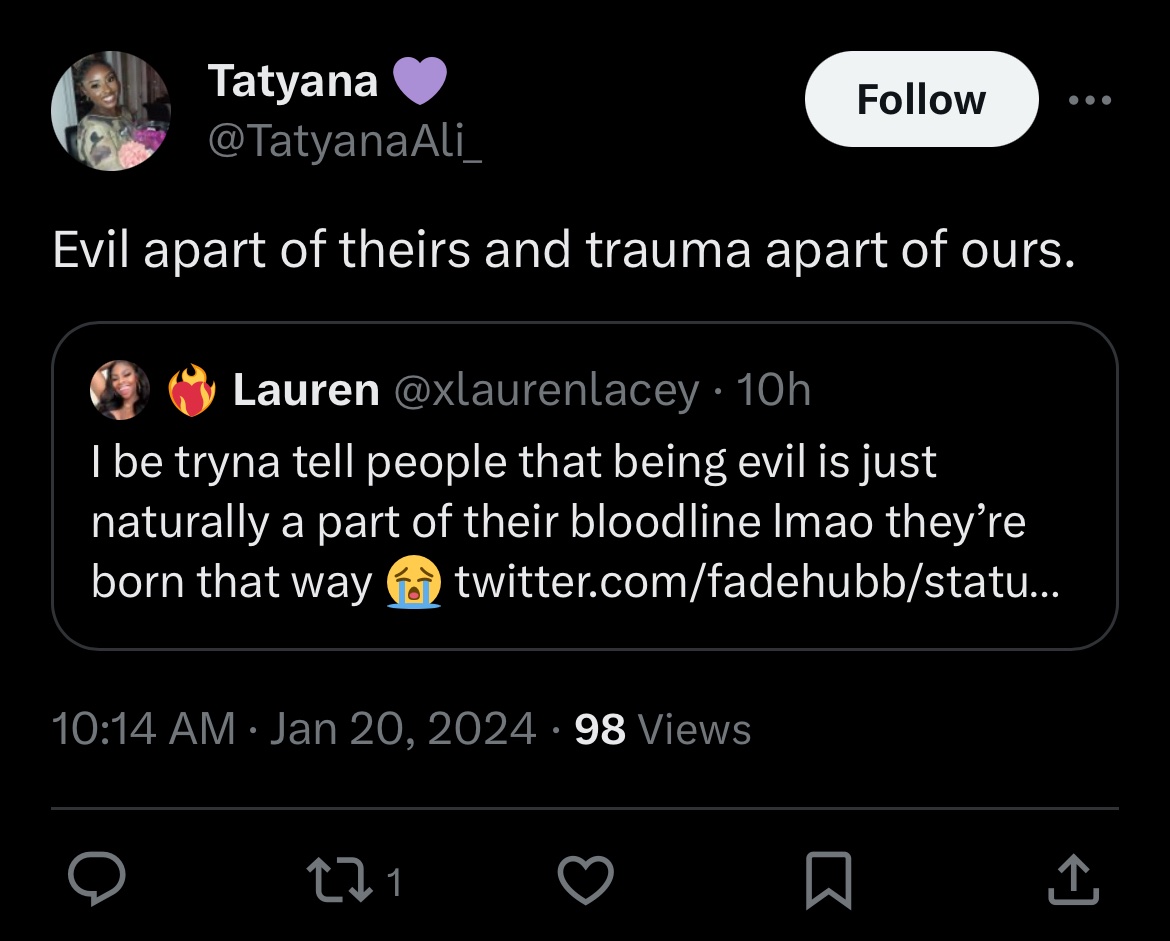 Tatyana 💜
@TatyanaAli_
Follow
Evil apart of theirs and trauma apart of ours.
❤️‍🔥 Lauren @xlaurenlacey · 10h
I be tryna tell people that being evil is just
naturally a part of their bloodline lmao they’re
born that way 😭 twitter.com/fadehubb/statu…
10:14 AM · Jan 20, 2024 · 98 Views
1